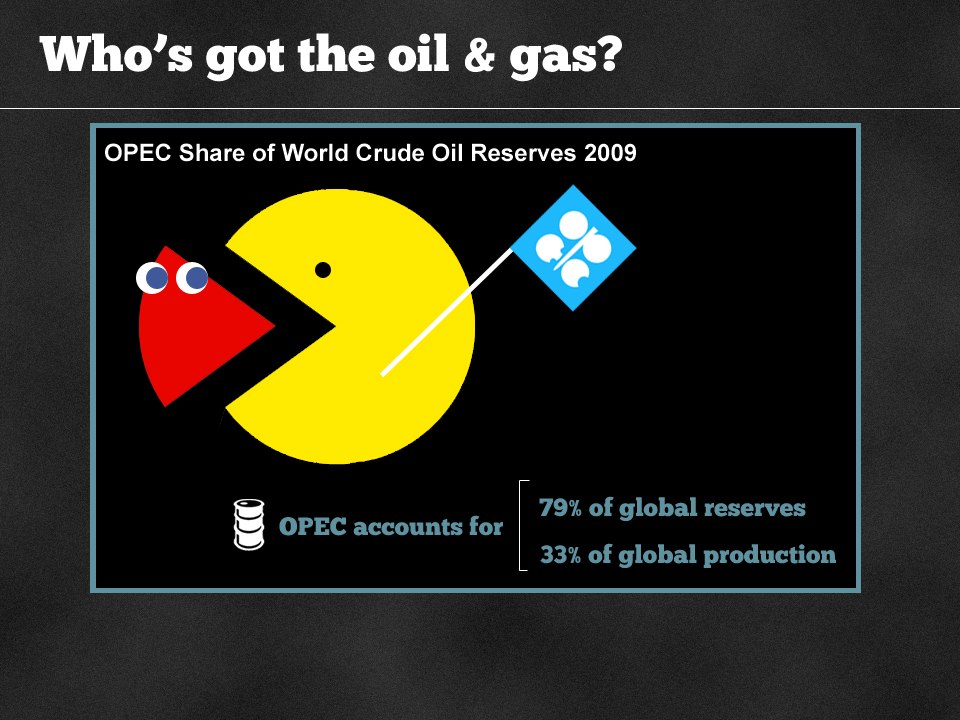 Who's got the oil & gas?
OPEC Share of World Crude Oil Reserves 2009
OPEC accounts for
79% of global reserves
33% of global production